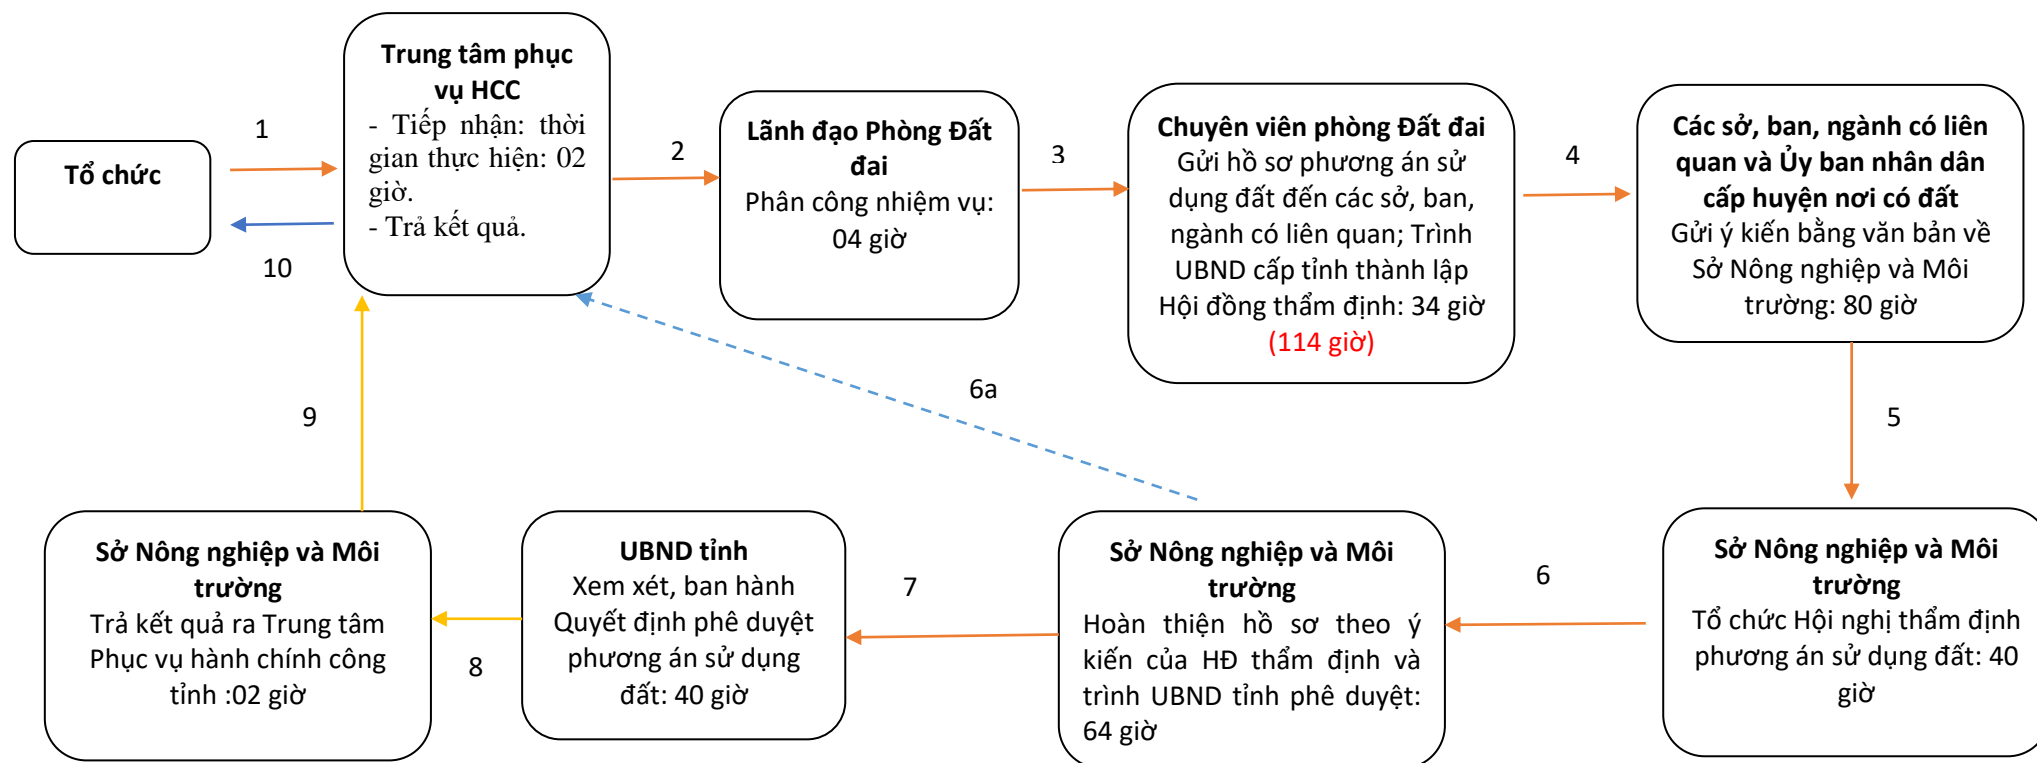 Tổ chức
1
10
Trung tâm phục
vụ HCC
- Tiếp nhận: thời
gian thực hiện: 02
giờ.
- Trả kết quả.
2
Lãnh đạo Phòng Đất
đai
Phân công nhiệm vụ:
04 giờ
3
Chuyên viên phòng Đất đai
Gửi hồ sơ phương án sử
dụng đất đến các sở, ban,
ngành có liên quan; Trình
UBND cấp tỉnh thành lập
Hội đồng thẩm định: 34 giờ
(114 giờ)
4
Các sở, ban, ngành có liên
quan và Ủy ban nhân dân
cấp huyện nơi có đất
Gửi ý kiến bằng văn bản về
Sở Nông nghiệp và Môi
trường: 80 giờ
5
6a
9
Sở Nông nghiệp và Môi
trường
Trả kết quả ra Trung tâm
Phục vụ hành chính công
tỉnh :02 giờ
8
UBND tỉnh
Xem xét, ban hành
Quyết định phê duyệt
phương án sử dụng
đất: 40 giờ
7
Sở Nông nghiệp và Môi
trường
Hoàn thiện hồ sơ theo ý
kiến của HĐ thẩm định và
trình UBND tỉnh phê duyệt:
64 giờ
6
Sở Nông nghiệp và Môi
trường
Tổ chức Hội nghị thẩm định
phương án sử dụng đất: 40
giờ